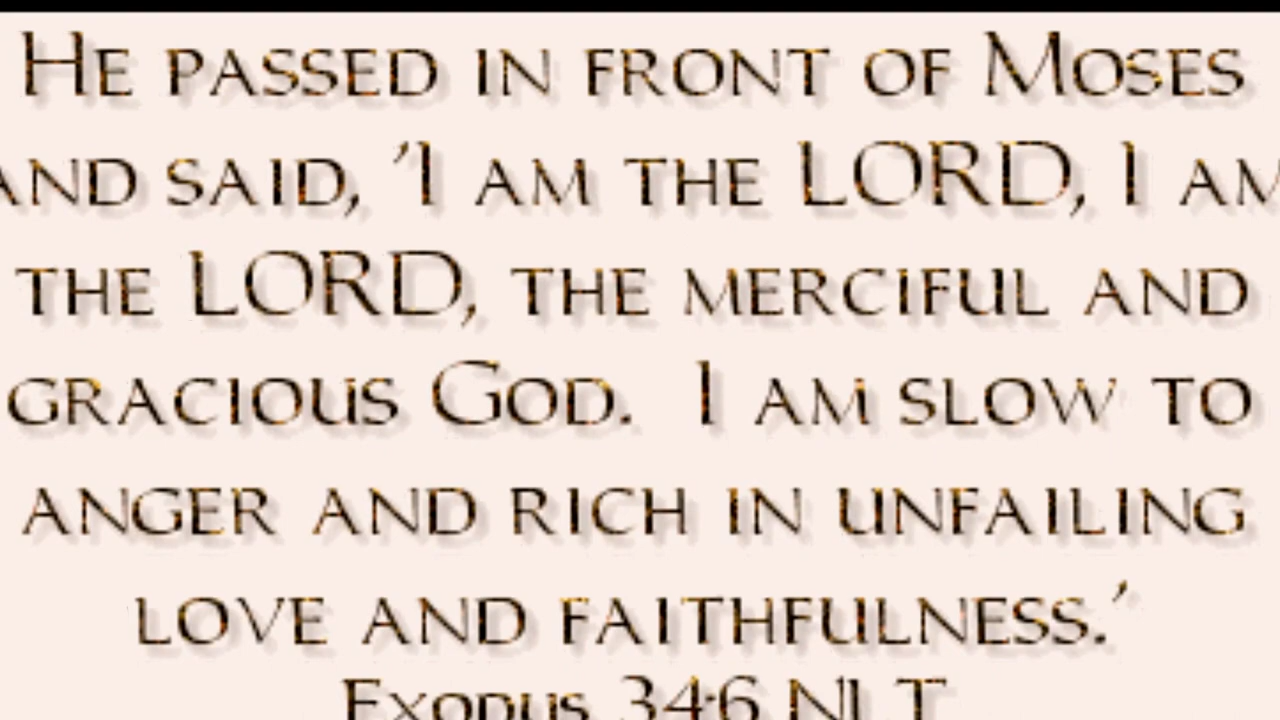 He passed in front of Moses
and said, 'I am the LORD, I am
the LORD, the merciful and
gracious God.  I am slow to
anger and rich in unfailing
love and faithfulness.'
Exodus 34:6 NLT